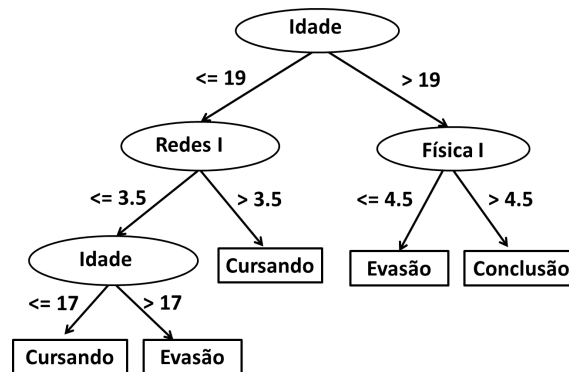 Idade
<= 19
> 19
Redes I
Física I
<= 3.5
> 3.5
<= 4.5
> 4.5
Idade
Cursando
Evasão
Conclusão
<= 17
> 17
Cursando
Evasão